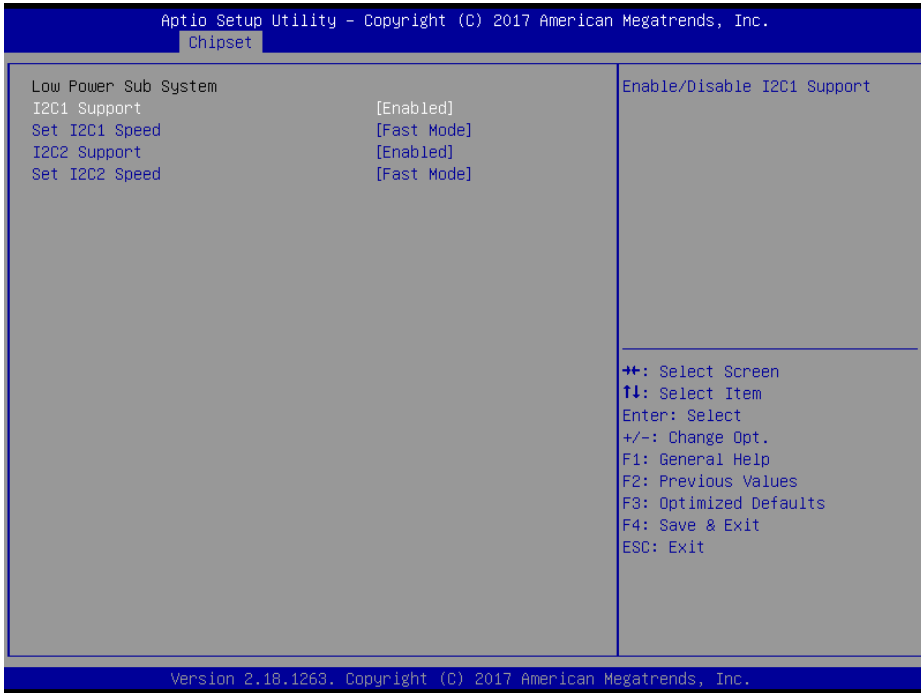 Aptio Setup Utility – Copyright (C) 2017 American Megatrends, Inc.
Chipset
Low Power Sub System
I2C1 Support [Enabled]
Set I2C1 Speed [Fast Mode]
I2C2 Support [Enabled]
Set I2C2 Speed [Fast Mode]
Enable/Disable I2C1 Support
→←: Select Screen
↑↓: Select Item
Enter: Select
+/-: Change Opt.
F1: General Help
F2: Previous Values
F3: Optimized Defaults
F4: Save & Exit
ESC: Exit
Version 2.18.1263. Copyright (C) 2017 American Megatrends, Inc.